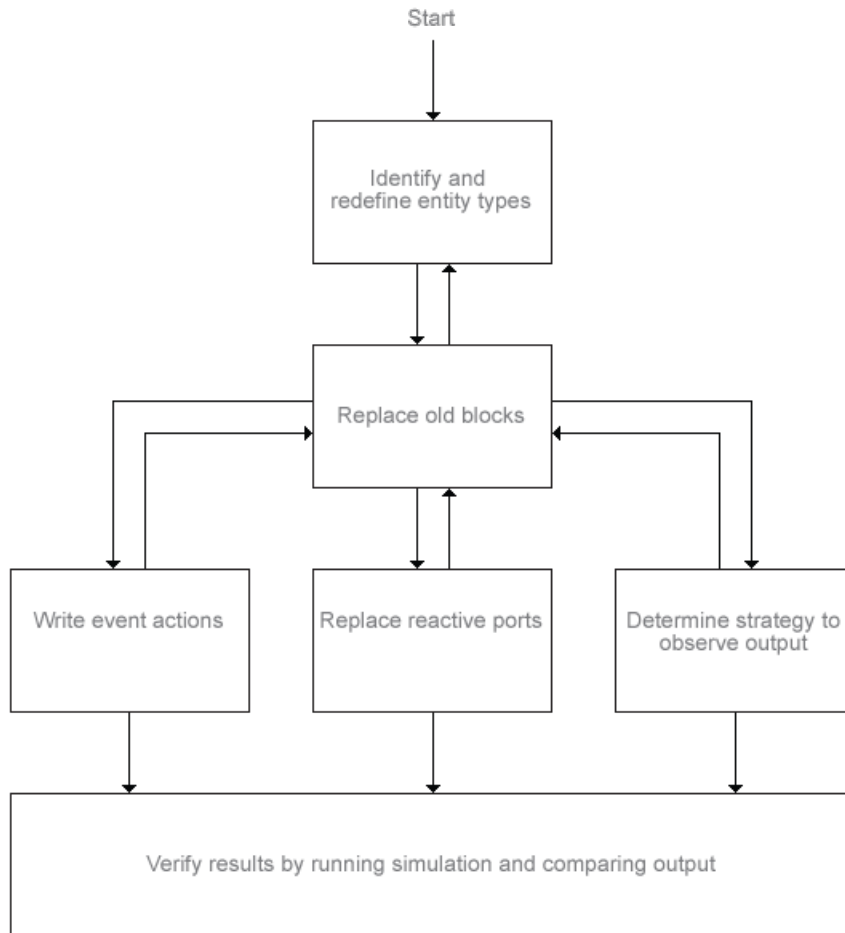 Start
Identify and
redefine entity types
Replace old blocks
Write event actions
Replace reactive ports
Determine strategy to
observe output
Verify results by running simulation and comparing output